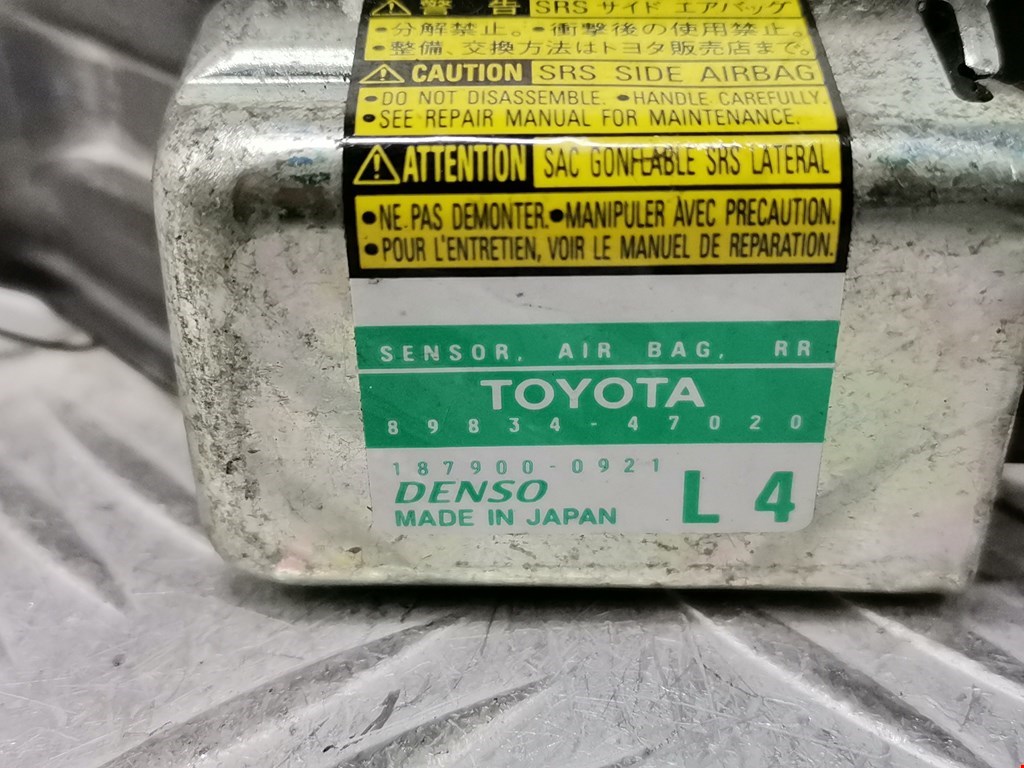 警告 SRS サイド エアバッグ
•分解禁止。•衝撃後の使用禁止。
•整備、交換方法はトヨタ販売店まで。
CAUTION SRS SIDE AIRBAG
•DO NOT DISASSEMBLE. •HANDLE CAREFULLY.
•SEE REPAIR MANUAL FOR MAINTENANCE.
ATTENTION SAC GONFLABLE SRS LATERAL
•NE PAS DEMONTER. •MANIPULER AVEC PRECAUTION.
•POUR L'ENTRETIEN, VOIR LE MANUEL DE REPARATION.
SENSOR, AIR BAG, RR
TOYOTA
89834-47020
187900-0921
DENSO
MADE IN JAPAN
L 4